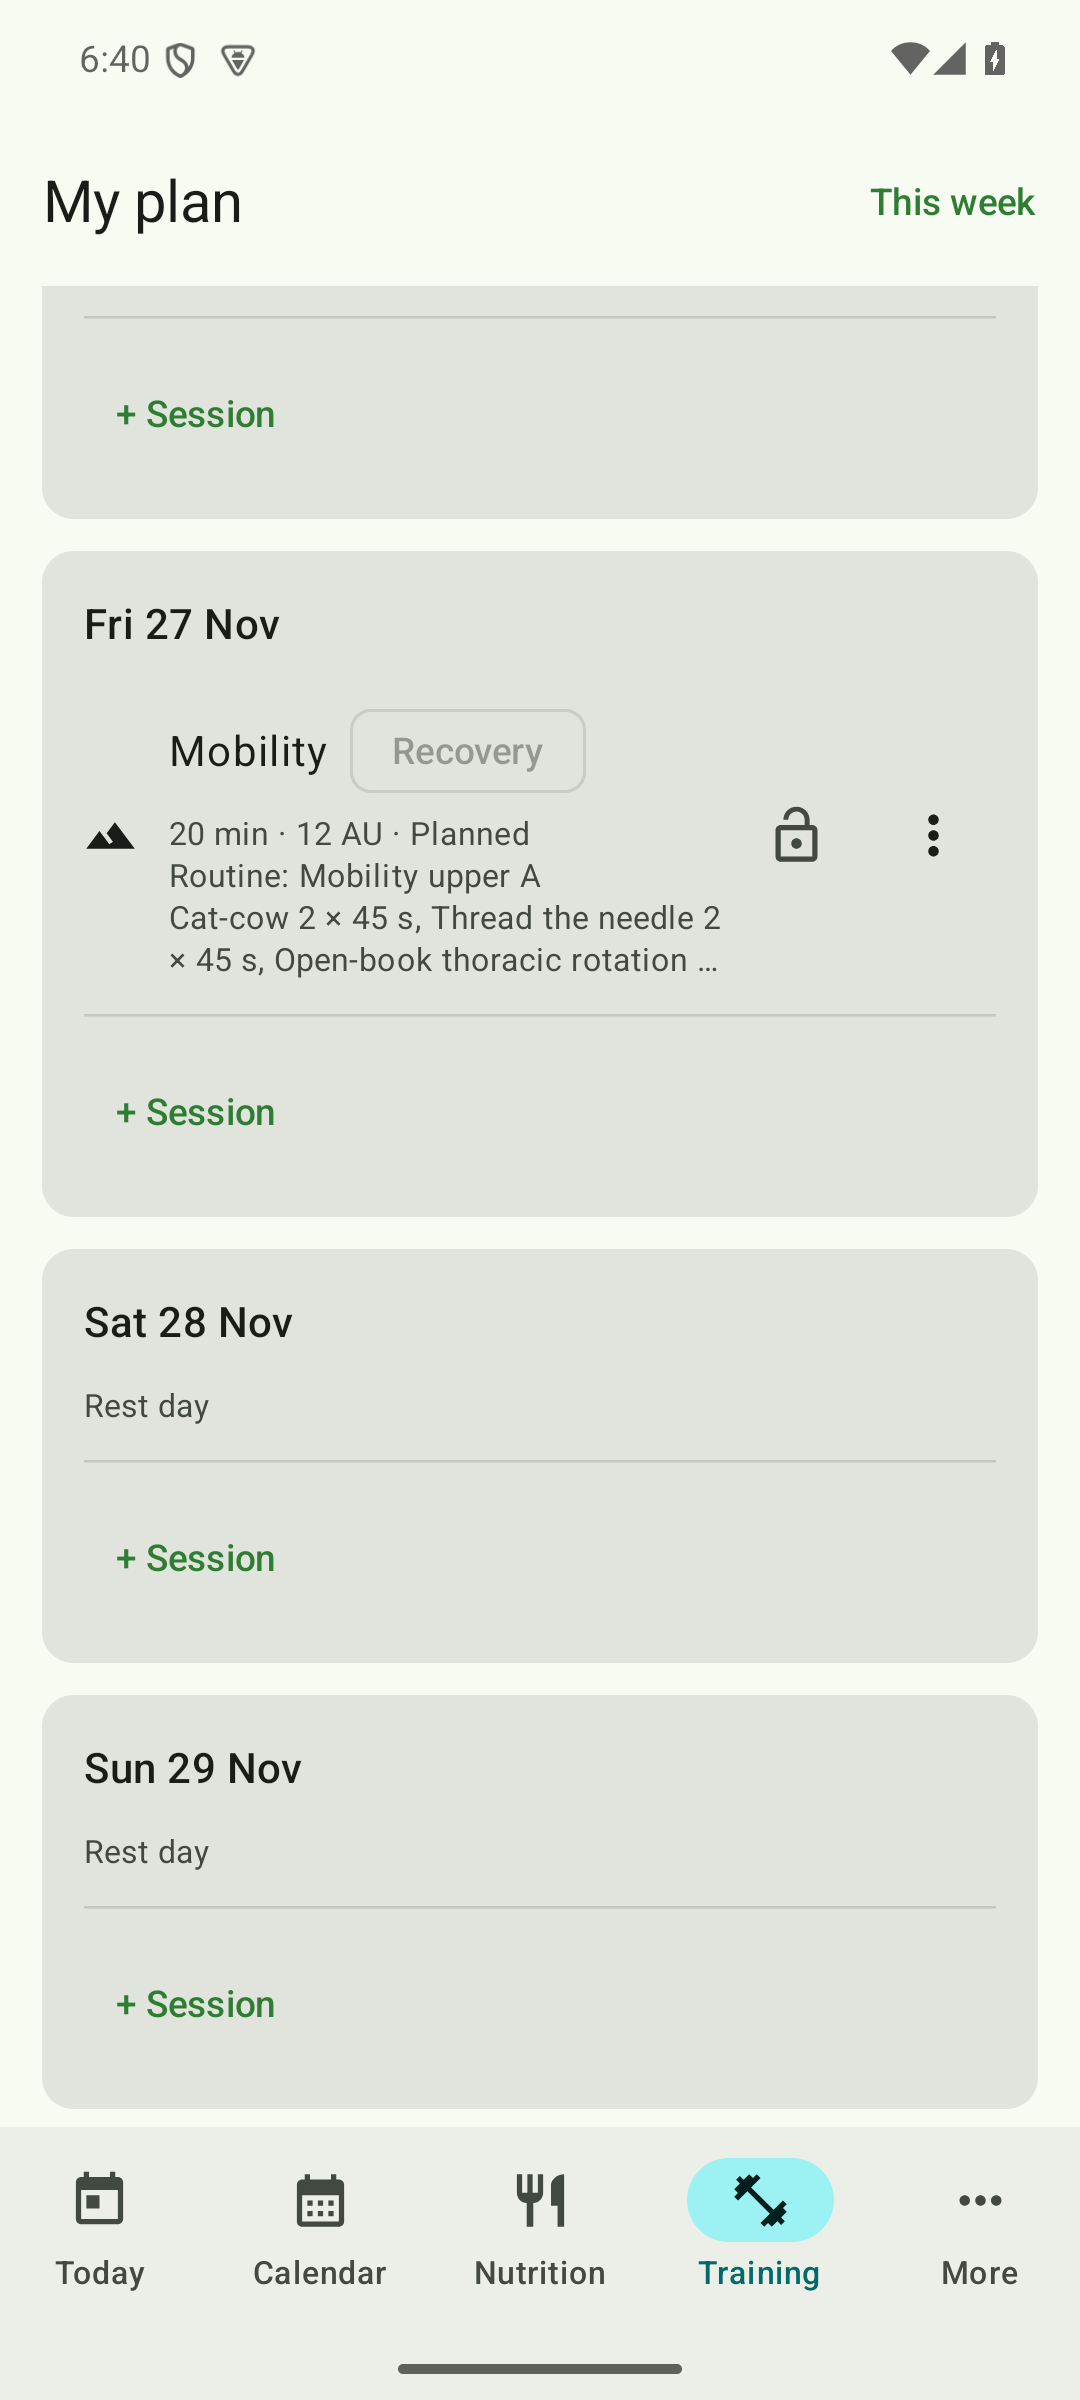 6:40
My plan
This week
+ Session
Fri 27 Nov
Mobility
Recovery
20 min · 12 AU · Planned
Routine: Mobility upper A
Cat-cow 2 × 45 s, Thread the needle 2
× 45 s, Open-book thoracic rotation …
+ Session
Sat 28 Nov
Rest day
+ Session
Sun 29 Nov
Rest day
+ Session
Today
Calendar
Nutrition
Training
More